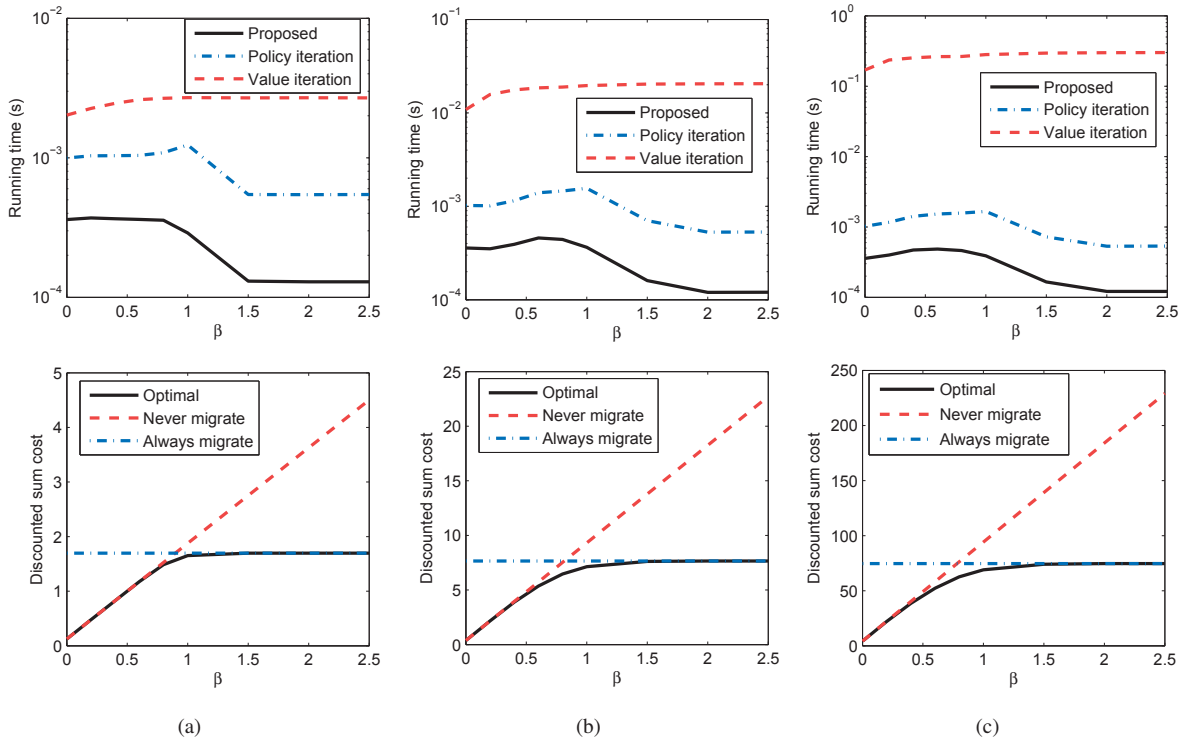 10⁻²
10⁻³
10⁻⁴
Running time (s)
Proposed
Policy iteration
Value iteration
0 0.5 1 1.5 2 2.5
β
10⁻¹
10⁻²
10⁻³
10⁻⁴
Running time (s)
Proposed
Policy iteration
Value iteration
0 0.5 1 1.5 2 2.5
β
10⁰
10⁻¹
10⁻²
10⁻³
10⁻⁴
Running time (s)
Proposed
Policy iteration
Value iteration
0 0.5 1 1.5 2 2.5
β
5
4
3
2
1
0
Discounted sum cost
Optimal
Never migrate
Always migrate
0 0.5 1 1.5 2 2.5
β
25
20
15
10
5
0
Discounted sum cost
Optimal
Never migrate
Always migrate
0 0.5 1 1.5 2 2.5
β
250
200
150
100
50
0
Discounted sum cost
Optimal
Never migrate
Always migrate
0 0.5 1 1.5 2 2.5
β
(a)
(b)
(c)